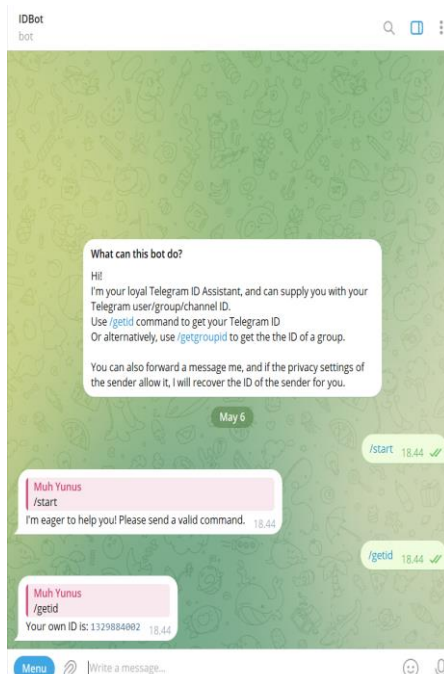 IDBot
bot
What can this bot do?
Hi!
I'm your loyal Telegram ID Assistant, and can supply you with your
Telegram user/group/channel ID.
Use /getid command to get your Telegram ID
Or alternatively, use /getgroupid to get the the ID of a group.
You can also forward a message me, and if the privacy settings of
the sender allow it, I will recover the ID of the sender for you.
May 6
/start 18.44
Muh Yunus
/start
I'm eager to help you! Please send a valid command. 18.44
/getid 18.44
Muh Yunus
/getid
Your own ID is: 1329884002 18.44
Menu Write a message...